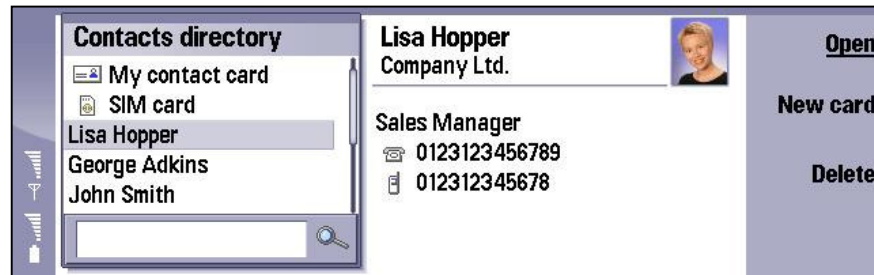 Contacts directory
My contact card
SIM card
Lisa Hopper
George Adkins
John Smith
Lisa Hopper
Company Ltd.
Sales Manager
0123123456789
012312345678
Open
New card
Delete